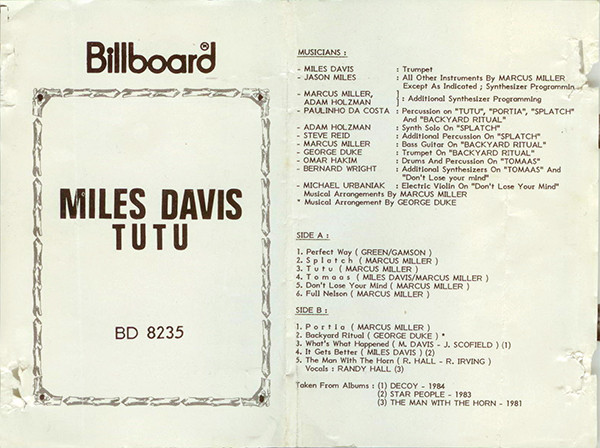 Billboard®
MILES DAVIS
TUTU
BD 8235
MUSICIANS :
- MILES DAVIS : Trumpet
- JASON MILES : All Other Instruments By MARCUS MILLER
Except As Indicated ; Synthesizer Programmin
- MARCUS MILLER,
ADAM HOLZMAN : Additional Synthesizer Programming
- PAULINHO DA COSTA : Percussion on "TUTU", "PORTIA", "SPLATCH"
And "BACKYARD RITUAL"
- ADAM HOLZMAN : Synth Solo On "SPLATCH"
- STEVE REID : Additional Percussion On "SPLATCH"
- MARCUS MILLER : Bass Guitar On "BACKYARD RITUAL"
- GEORGE DUKE : Trumpet On "BACKYARD RITUAL"
- OMAR HAKIM : Drums And Percussion On "TOMAAS"
- BERNARD WRIGHT : Additional Synthesizers On "TOMAAS" And
"Don't Lose your mind"
- MICHAEL URBANIAK : Electric Violin On "Don't Lose Your Mind"
Musical Arrangements By MARCUS MILLER
* Musical Arrangement By GEORGE DUKE
SIDE A :
1. Perfect Way ( GREEN/GAMSON )
2. S p l a t c h ( MARCUS MILLER )
3. T u t u ( MARCUS MILLER )
4. T o m a a s ( MILES DAVIS/MARCUS MILLER )
5. Don't Lose Your Mind ( MARCUS MILLER )
6. Full Nelson ( MARCUS MILLER )
SIDE B :
1. P o r t i a ( MARCUS MILLER )
2. Backyard Ritual ( GEORGE DUKE ) *
3. What's What Happened ( M. DAVIS - J. SCOFIELD ) (1)
4. It Gets Better ( MILES DAVIS ) (2)
5. The Man With The Horn ( R. HALL - R. IRVING )
Vocals : RANDY HALL (3)
Taken From Albums : (1) DECOY - 1984
(2) STAR PEOPLE - 1983
(3) THE MAN WITH THE HORN - 1981